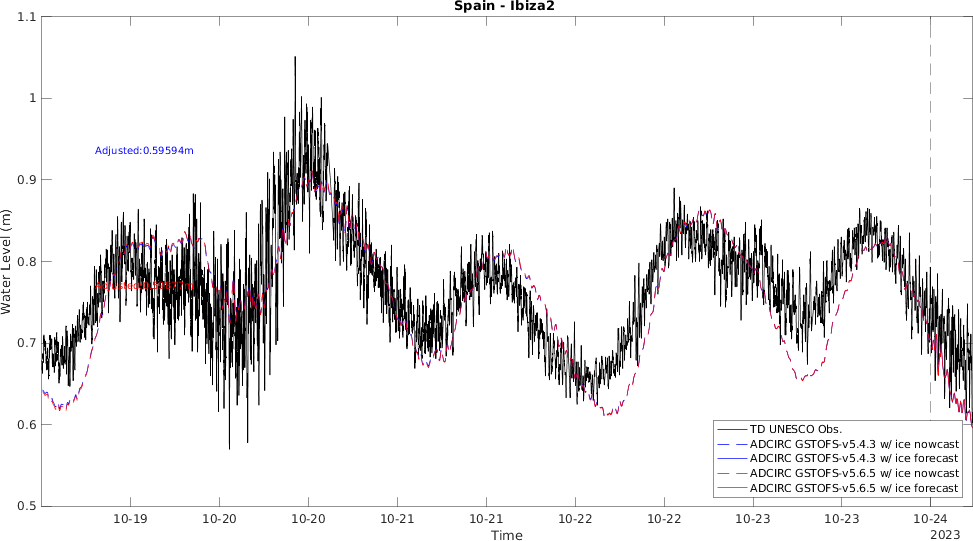 Spain - Ibiza2
1.1
1
0.9
0.8
0.7
0.6
0.5
Water Level (m)
Adjusted:0.59594m
TD UNESCO Obs.
ADCIRC GSTOFS-v5.4.3 w/ ice nowcast
ADCIRC GSTOFS-v5.4.3 w/ ice forecast
ADCIRC GSTOFS-v5.6.5 w/ ice nowcast
ADCIRC GSTOFS-v5.6.5 w/ ice forecast
10-19 10-20 10-20 10-21 10-21 10-22 10-22 10-23 10-23 10-24
Time 2023